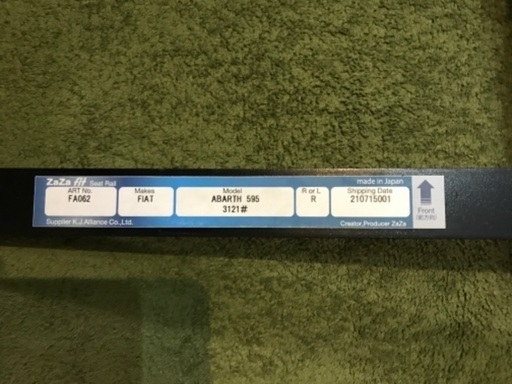 ZaZa fit Seat Rail
made in Japan
ART No.
FA062
Makes
FIAT
Model
ABARTH 595
3121#
R or L
R
Shipping Date
210715001
Front
Supplier K.J.Alliance Co.,Ltd.
Creator,Producer ZaZa